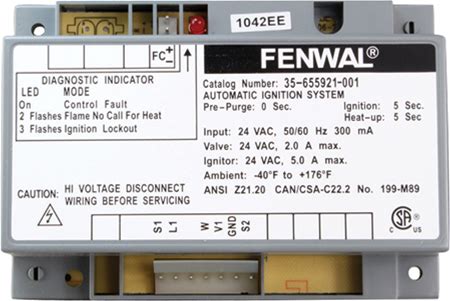 1042EE
FC+-
FENWAL®
DIAGNOSTIC INDICATOR
LED MODE
On Control Fault
2 Flashes Flame No Call For Heat
3 Flashes Ignition Lockout
Catalog Number: 35-655921-001
AUTOMATIC IGNITION SYSTEM
Pre-Purge: 0 Sec. Ignition: 5 Sec.
Heat-up: 5 Sec.
Input: 24 VAC, 50/60 Hz 300 mA
Valve: 24 VAC, 2.0 A max.
Ignitor: 24 VAC, 5.0 A max.
Ambient: -40°F to +176°F
ANSI Z21.20 CAN/CSA-C22.2 No. 199-M89
CAUTION:
HI VOLTAGE DISCONNECT
WIRING BEFORE SERVICING
S1 L1 W V1 GND S2
C US